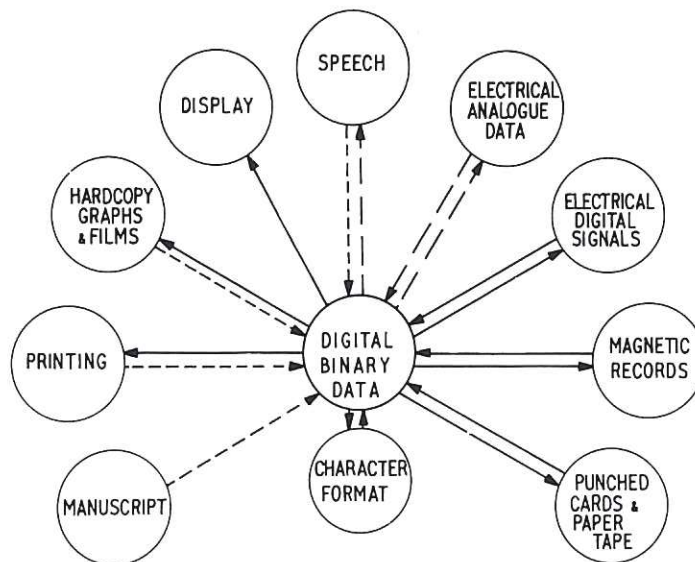 SPEECH
DISPLAY
ELECTRICAL
ANALOGUE
DATA
HARDCOPY
GRAPHS
& FILMS
ELECTRICAL
DIGITAL
SIGNALS
PRINTING
DIGITAL
BINARY
DATA
MAGNETIC
RECORDS
MANUSCRIPT
CHARACTER
FORMAT
PUNCHED
CARDS &
PAPER
TAPE